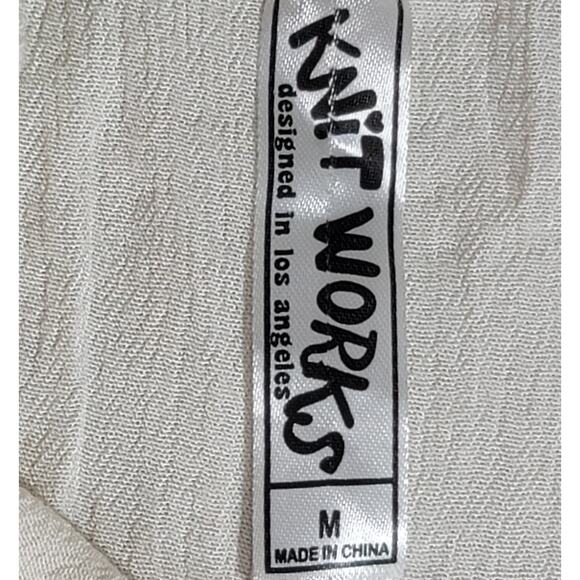 KNiT WORKS
designed in los angeles
M
MADE IN CHINA